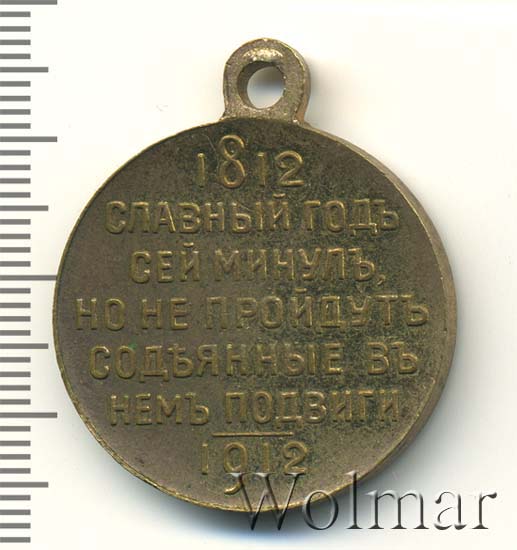 1812
СЛАВНЫЙ ГОДЪ
СЕЙ МИНУЛЪ,
НО НЕ ПРОЙДУТЪ
СОДѢЯННЫЕ ВЪ
НЕМЪ ПОДВИГИ
1912
Wolmar